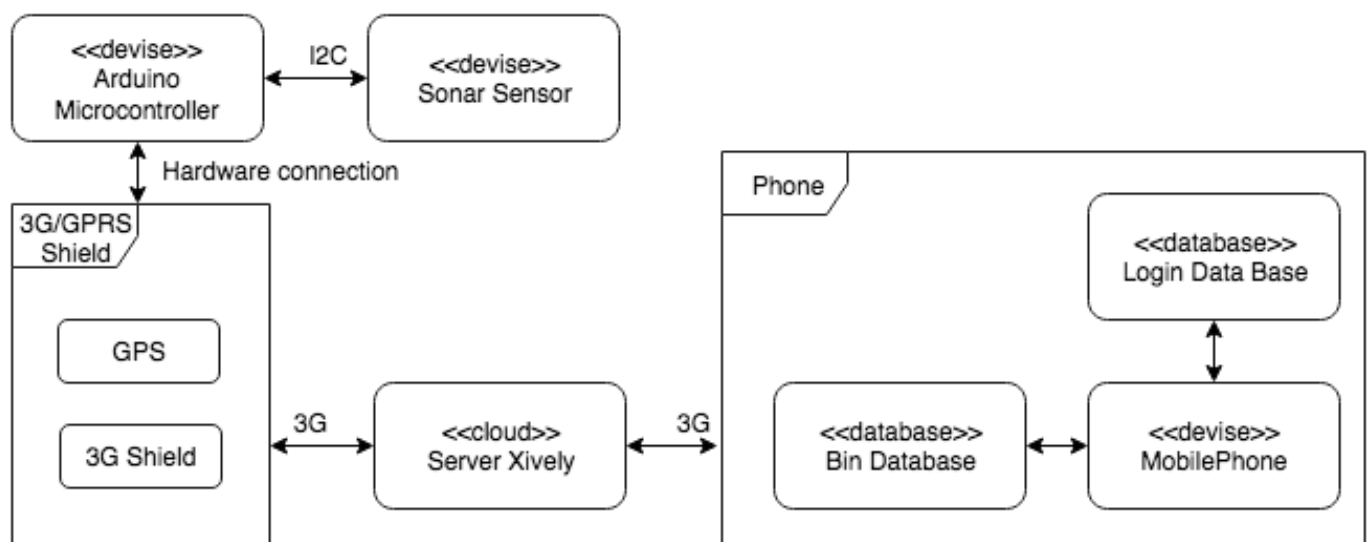 <<devise>>
Arduino
Microcontroller
I2C
<<devise>>
Sonar Sensor
Hardware connection
3G/GPRS
Shield
GPS
3G Shield
3G
<<cloud>>
Server Xively
3G
Phone
<<database>>
Login Data Base
<<database>>
Bin Database
<<devise>>
MobilePhone